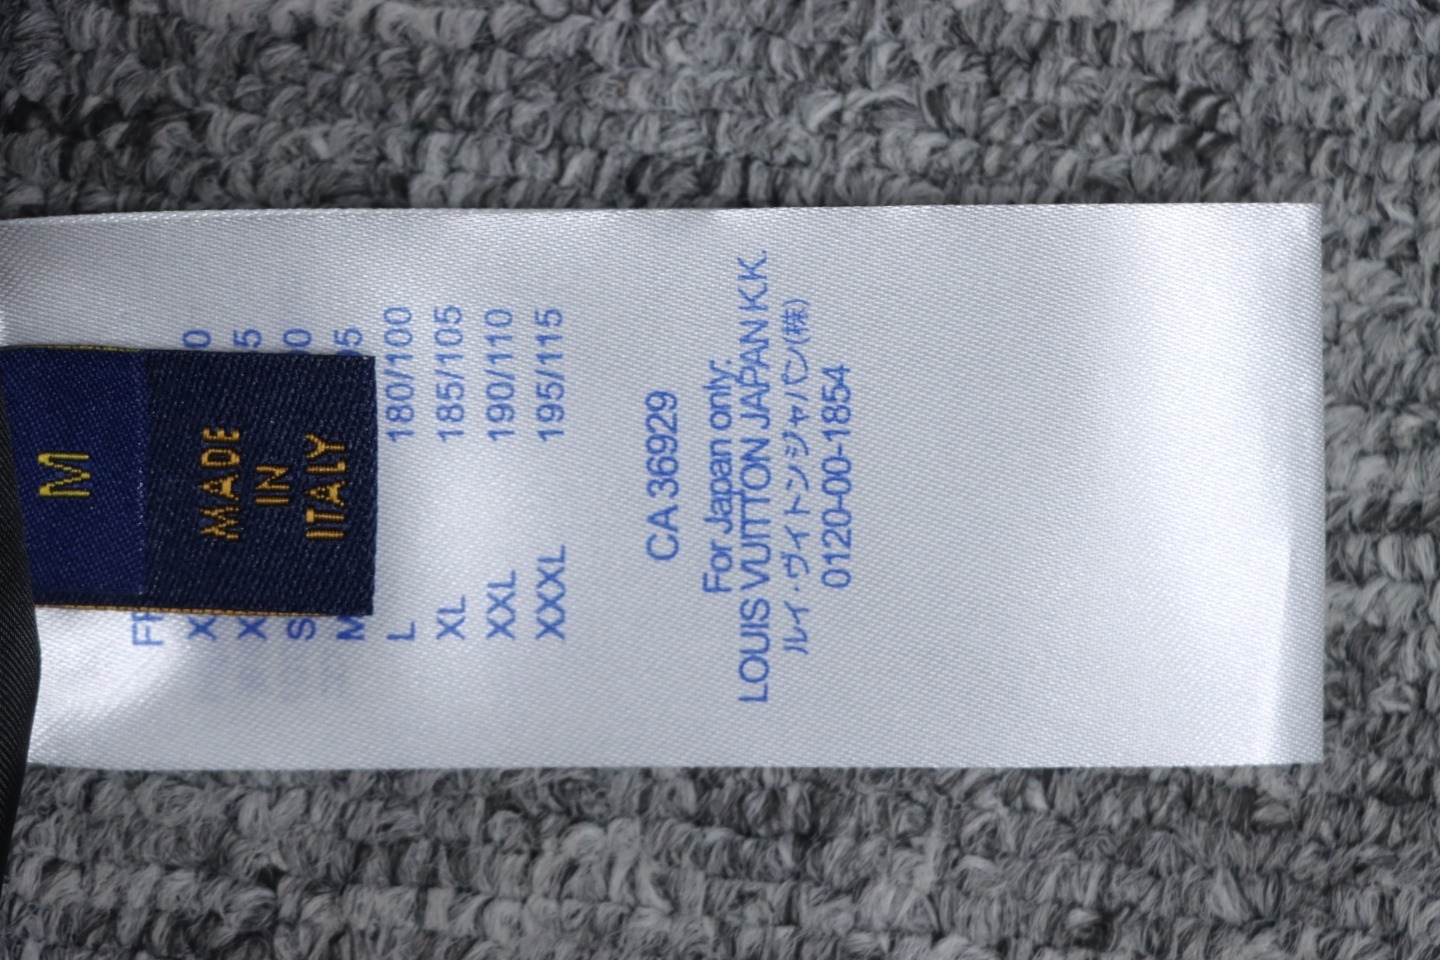 M
MADE
IN
ITALY
L 180/100
XL 185/105
XXL 190/110
XXXL 195/115
CA 36929
For Japan only:
LOUIS VUITTON JAPAN K.K.
ルイ・ヴィトンジャパン(株)
0120-00-1854